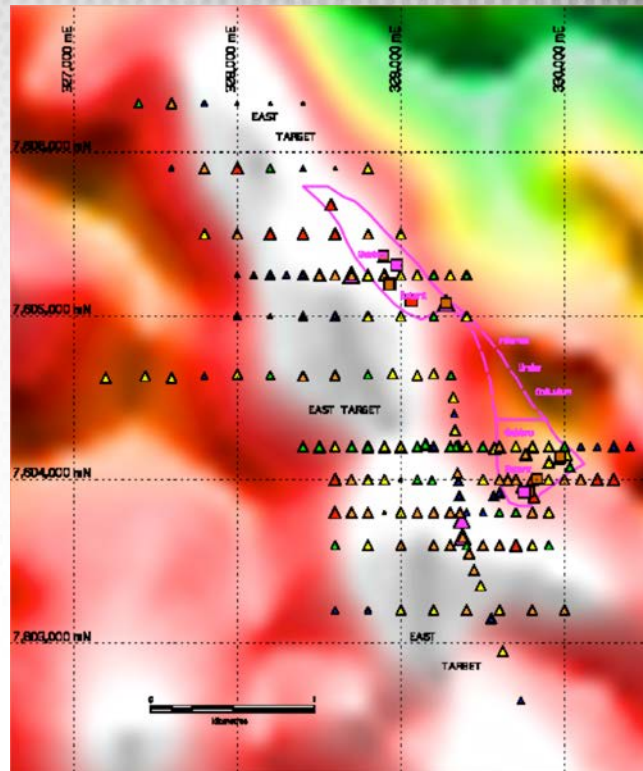 327,000 mE
328,000 mE
329,000 mE
330,000 mE
EAST
TARGET
7,606,000 mN
7,605,000 mN
Potential
Under
Colluvium
EAST TARGET
7,604,000 mN
7,603,000 mN
EAST
TARGET
0
1
kilometres